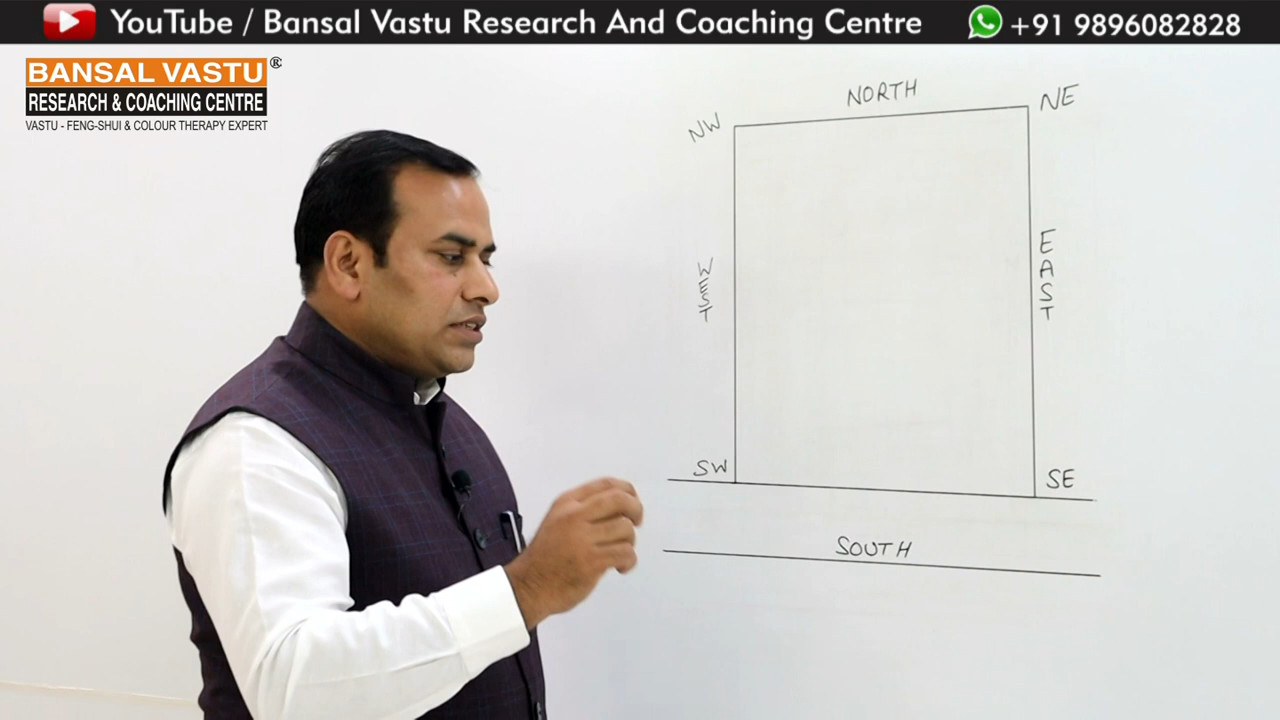 YouTube / Bansal Vastu Research And Coaching Centre
+91 9896082828
BANSAL VASTU®
RESEARCH & COACHING CENTRE
VASTU - FENG-SHUI & COLOUR THERAPY EXPERT
NORTH
NW
NE
WEST
EAST
SW
SE
SOUTH